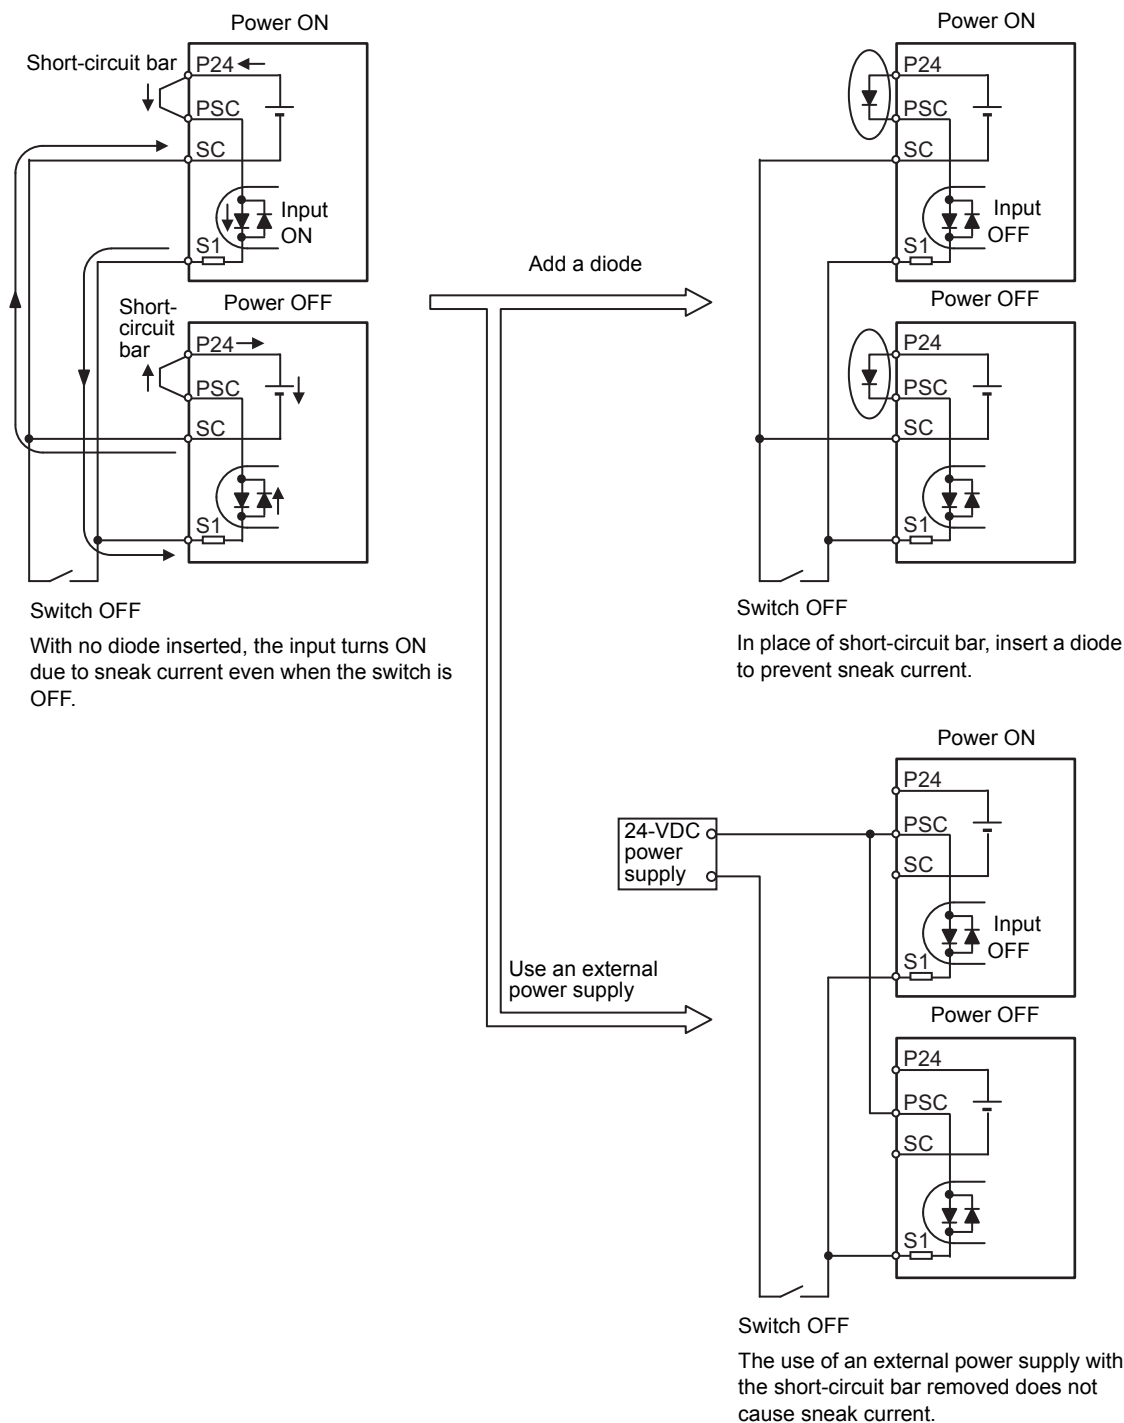 Power ON
Short-circuit bar
P24
PSC
SC
Input
ON
S1
Power OFF
Short-
circuit
bar
P24
PSC
SC
S1
Switch OFF
With no diode inserted, the input turns ON
due to sneak current even when the switch is
OFF.
Add a diode
Power ON
P24
PSC
SC
Input
OFF
S1
Power OFF
P24
PSC
SC
S1
Switch OFF
In place of short-circuit bar, insert a diode
to prevent sneak current.
Use an external
power supply
Power ON
24-VDC
power
supply
P24
PSC
SC
Input
OFF
S1
Power OFF
P24
PSC
SC
S1
Switch OFF
The use of an external power supply with
the short-circuit bar removed does not
cause sneak current.